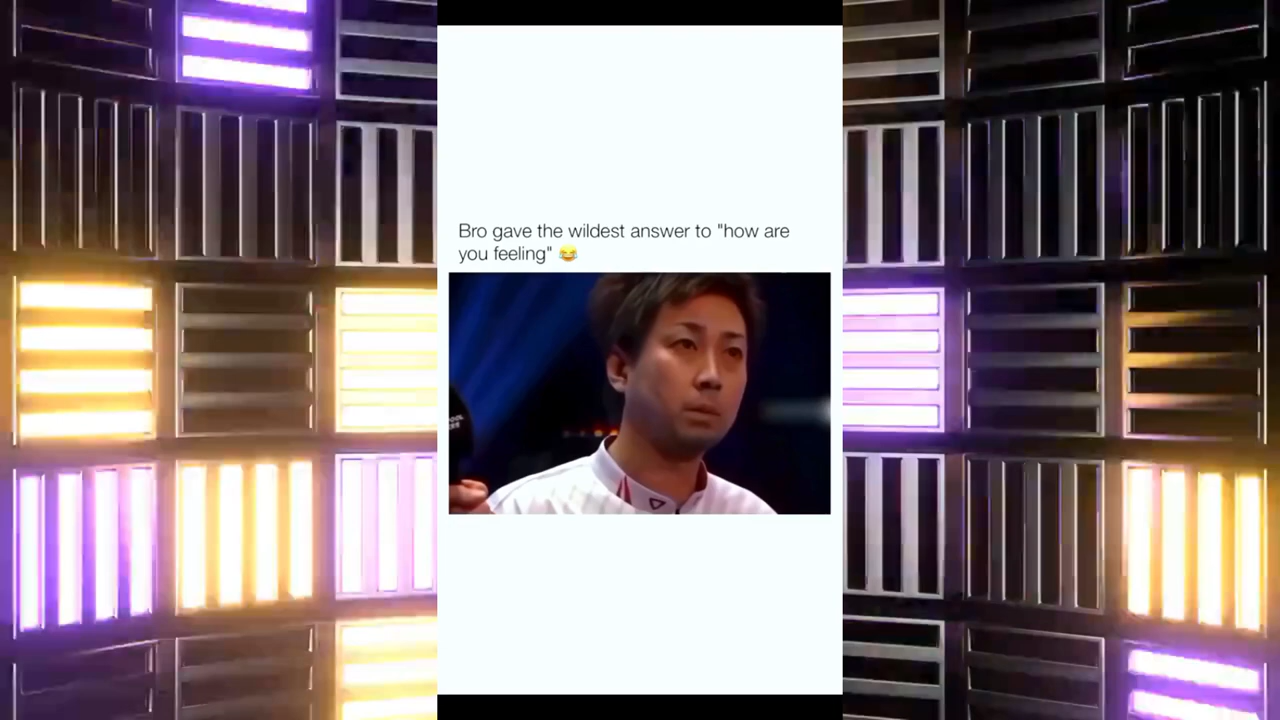 Bro gave the wildest answer to "how are
you feeling" 😂